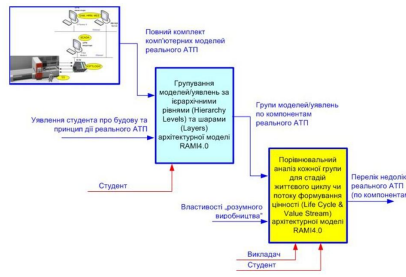 Повний комплект
комп'ютерних моделей
реального АТП
Групування
моделей/уявлень за
ієрархічними
рівнями (Hierarchy
Levels) та шарами
(Layers)
архітектурної моделі
RAMI4.0
Уявлення студента про будову та
принцип дії реального АТП
Студент
Групи моделей/уявлень
по компонентам
реального АТП
Порівнювальний
аналіз кожної групи
для стадій
життєвого циклу чи
потоку формування
цінності (Life Cycle &
Value Stream)
архітектурної моделі
RAMI4.0
Властивості „розумного
виробництва"
Викладач
Студент
Перелік недолік
реального АТП
(по компонентам